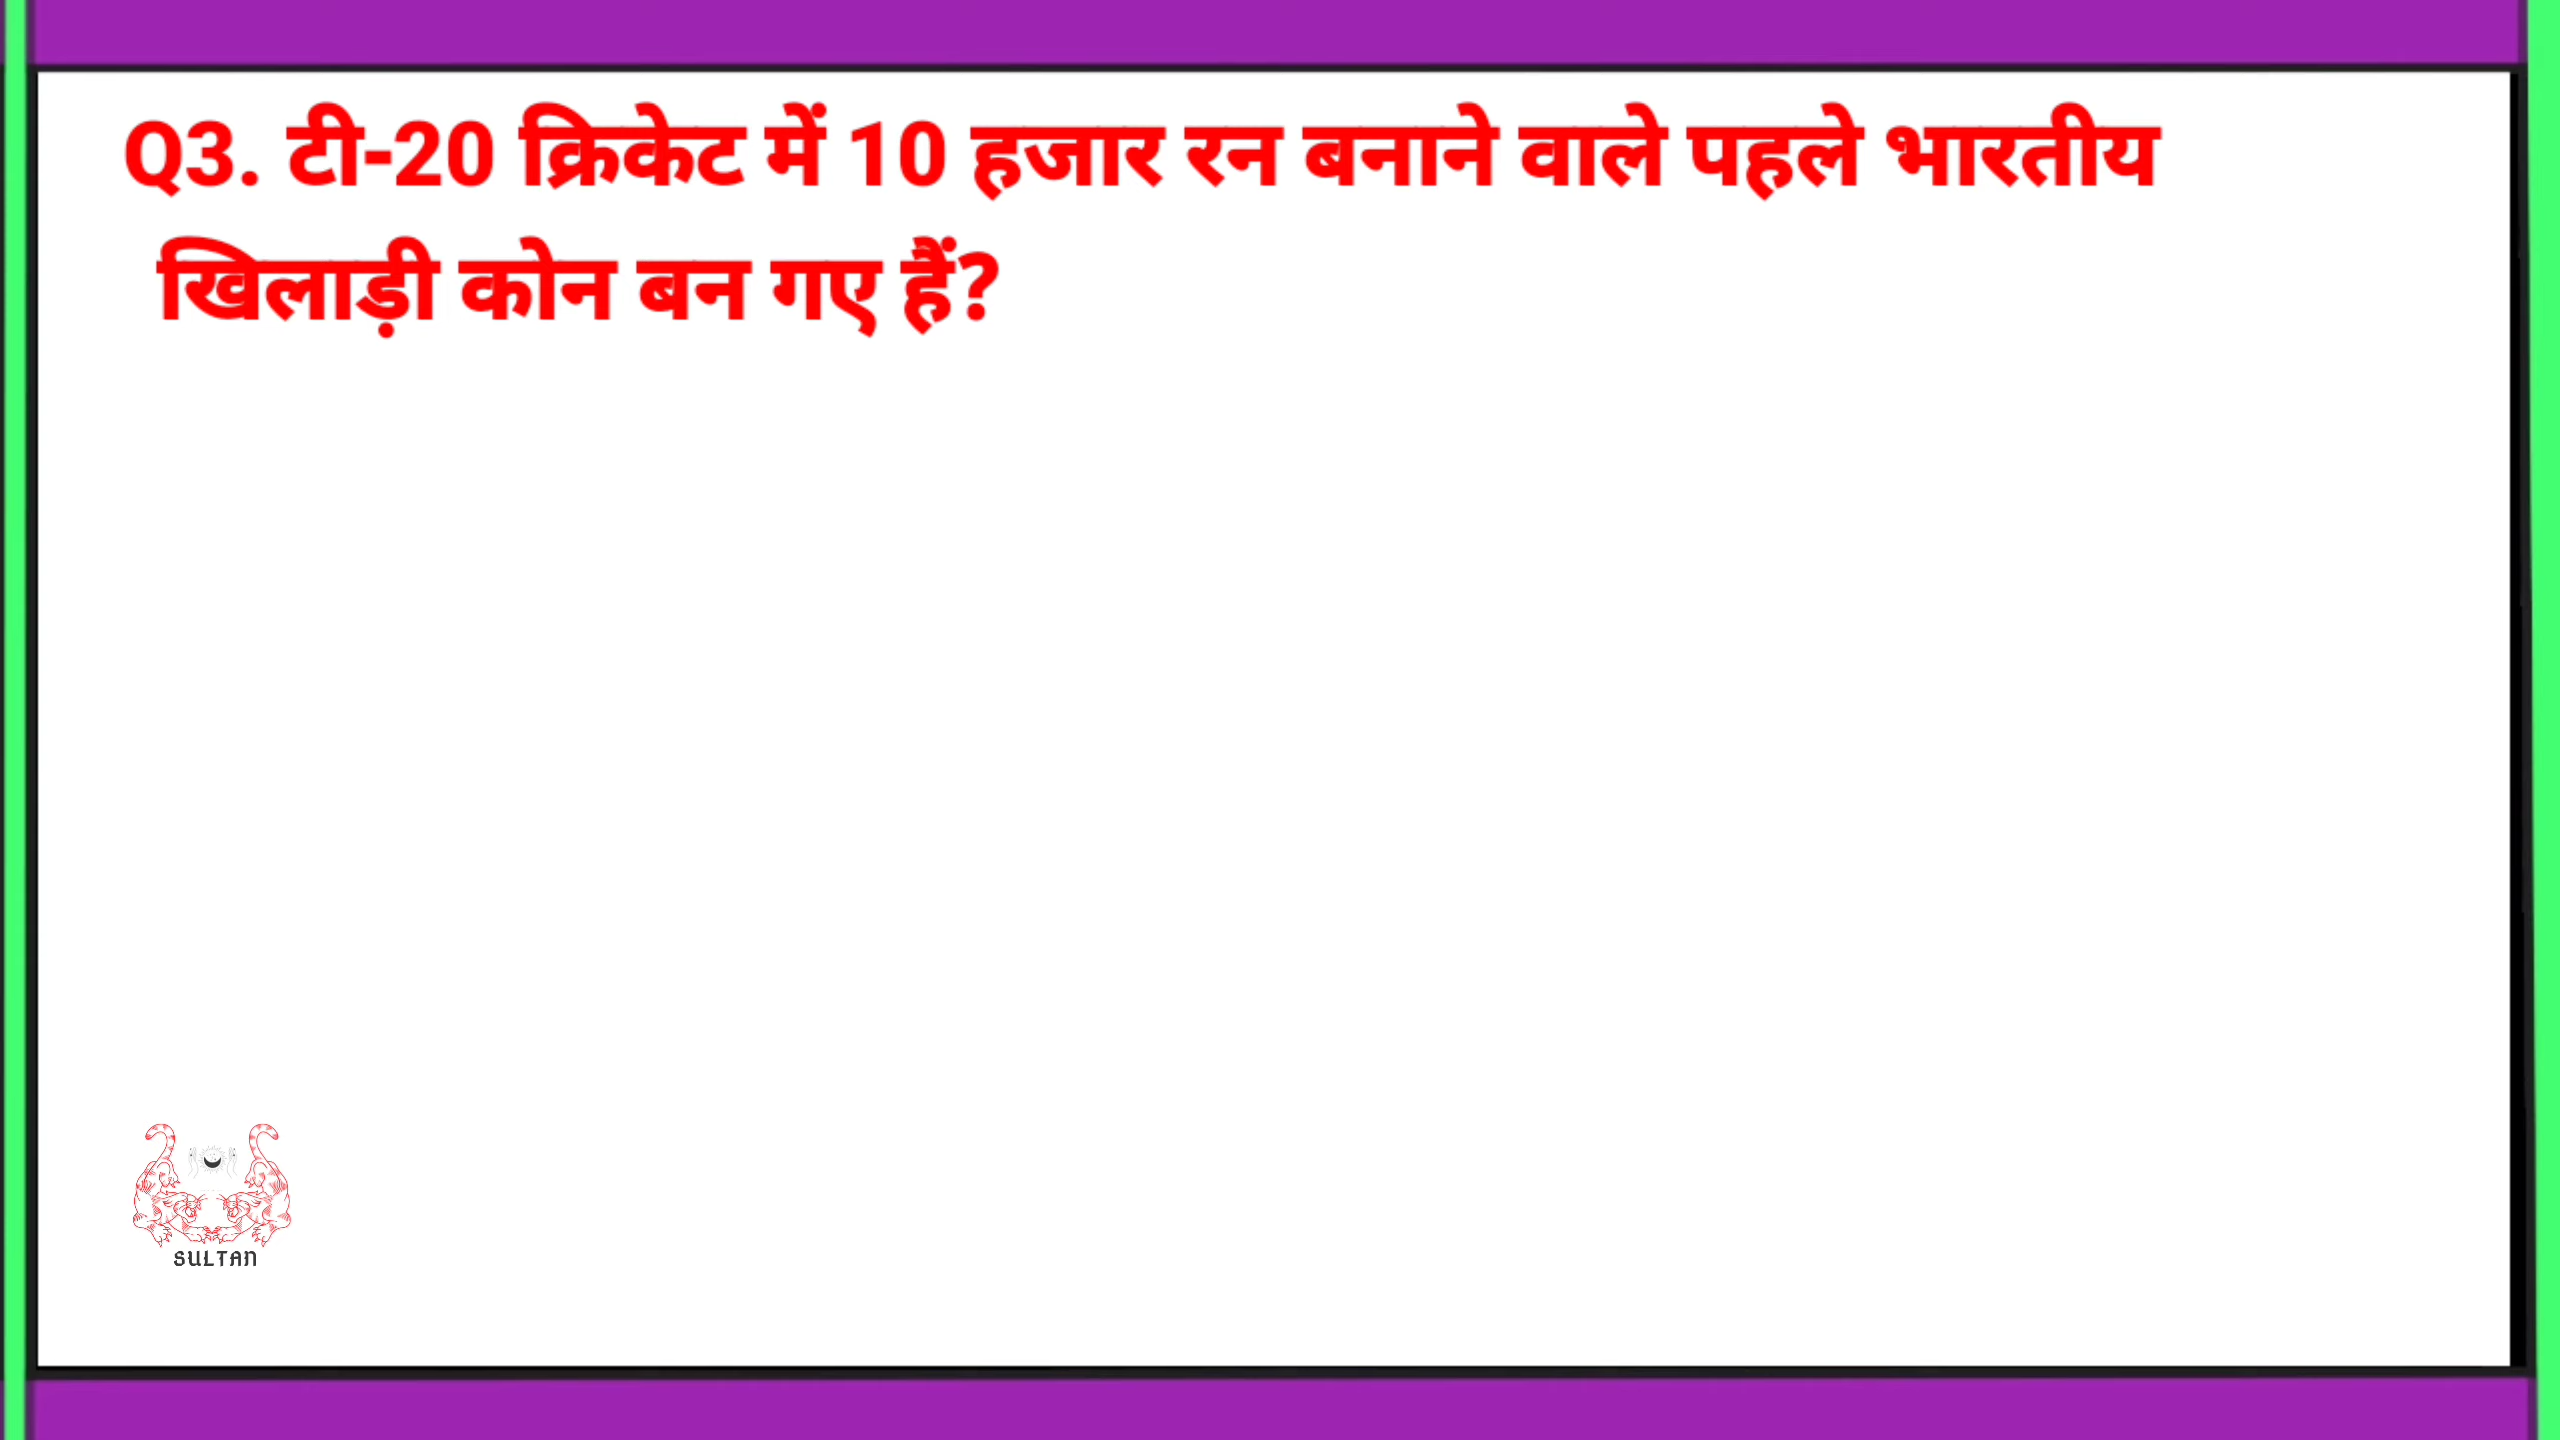 Q3. टी-20 क्रिकेट में 10 हजार रन बनाने वाले पहले भारतीय
खिलाड़ी कोन बन गए हैं?
SULTAN